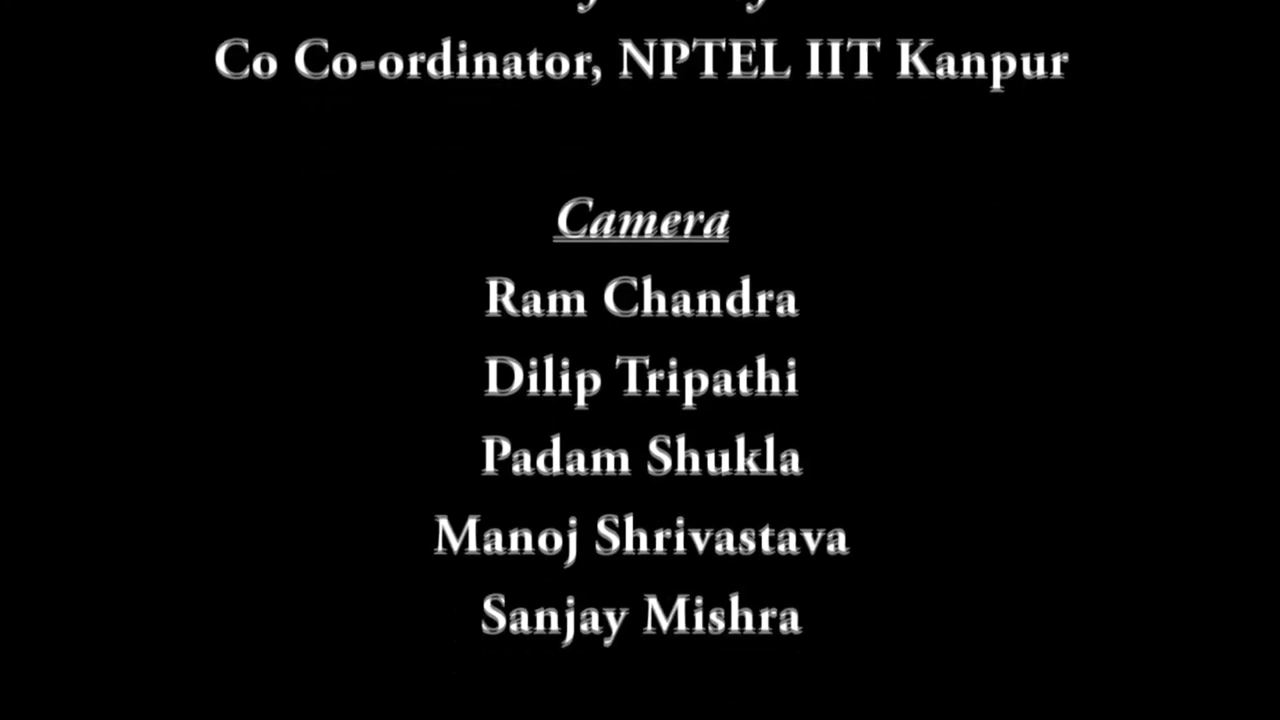 Co Co-ordinator, NPTEL IIT Kanpur
Camera
Ram Chandra
Dilip Tripathi
Padam Shukla
Manoj Shrivastava
Sanjay Mishra